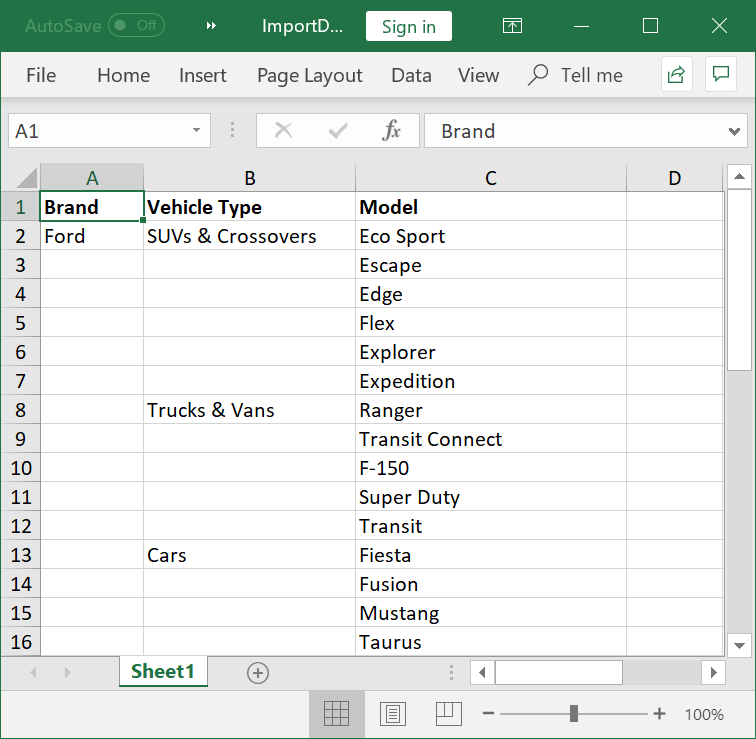 AutoSave Off ImportD... Sign in
File Home Insert Page Layout Data View Tell me
A1 fx Brand
A B C D
1 Brand Vehicle Type Model
2 Ford SUVs & Crossovers Eco Sport
3 Escape
4 Edge
5 Flex
6 Explorer
7 Expedition
8 Trucks & Vans Ranger
9 Transit Connect
10 F-150
11 Super Duty
12 Transit
13 Cars Fiesta
14 Fusion
15 Mustang
16 Taurus
Sheet1
100%